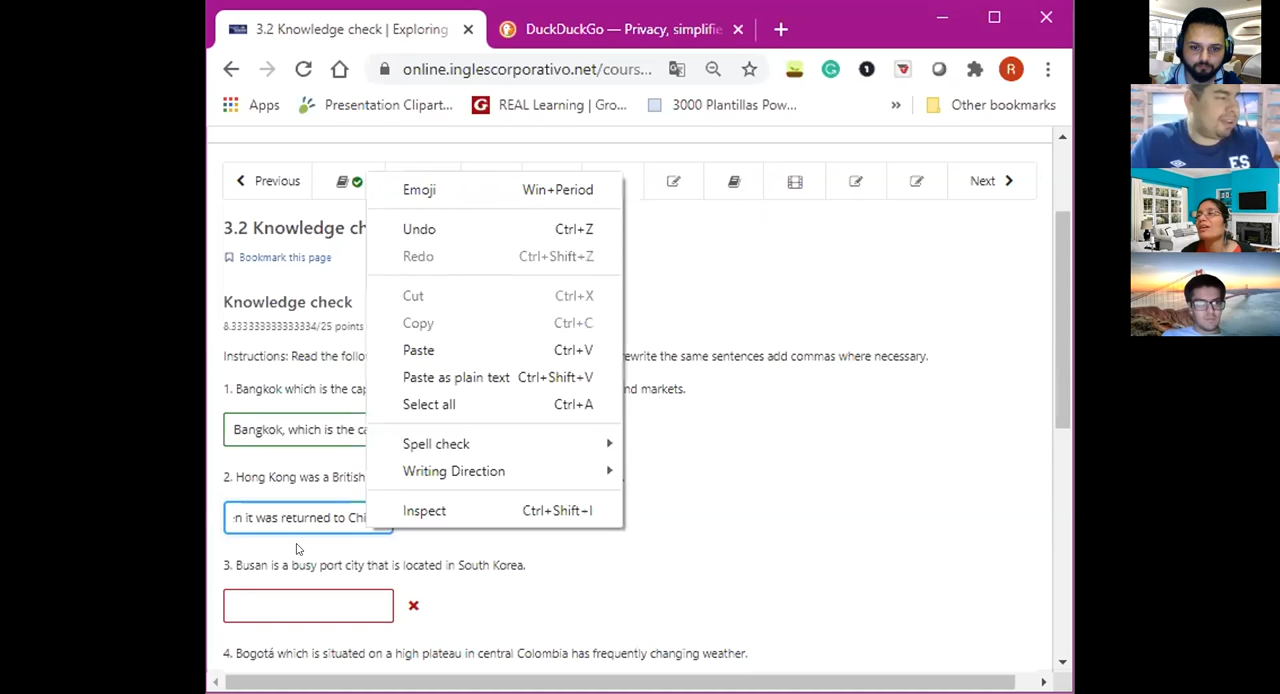 3.2 Knowledge check | Exploring
DuckDuckGo — Privacy, simplifie
online.inglescorporativo.net/cours...
R
Apps
Presentation Clipart...
REAL Learning | Gro...
3000 Plantillas Pow...
»
Other bookmarks
Previous
Next
3.2 Knowledge ch
Bookmark this page
Knowledge check
8.333333333333334/25 points
Instructions: Read the follo
ewrite the same sentences add commas where necessary.
1. Bangkok which is the cap
nd markets.
Bangkok, which is the ca
2. Hong Kong was a British
n it was returned to Chi
3. Busan is a busy port city that is located in South Korea.
4. Bogotá which is situated on a high plateau in central Colombia has frequently changing weather.
Emoji Win+Period
Undo Ctrl+Z
Redo Ctrl+Shift+Z
Cut Ctrl+X
Copy Ctrl+C
Paste Ctrl+V
Paste as plain text Ctrl+Shift+V
Select all Ctrl+A
Spell check
Writing Direction
Inspect Ctrl+Shift+I
ES